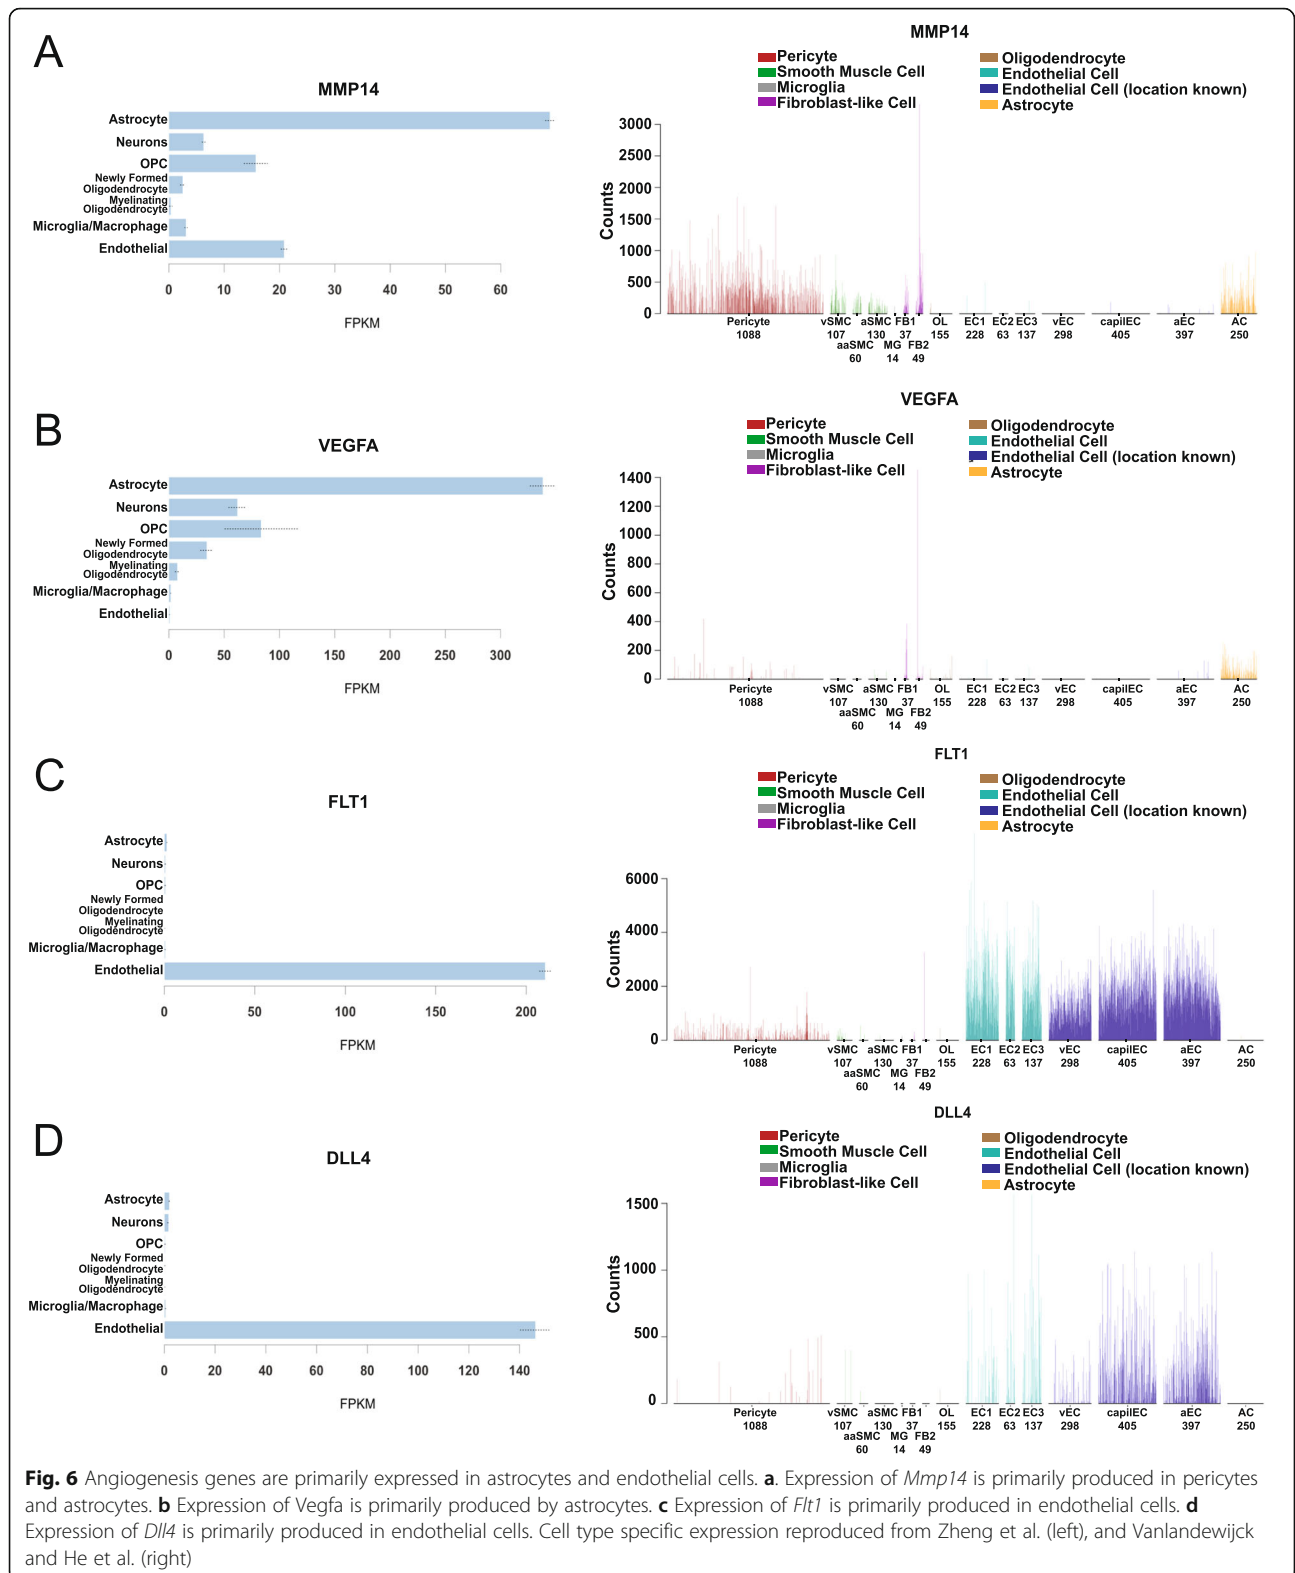 A
MMP14
Astrocyte
Neurons
OPC
Newly Formed
Oligodendrocyte
Myelinating
Oligodendrocyte
Microglia/Macrophage
Endothelial
0 10 20 30 40 50 60
FPKM
MMP14
Pericyte
Smooth Muscle Cell
Microglia
Fibroblast-like Cell
Oligodendrocyte
Endothelial Cell
Endothelial Cell (location known)
Astrocyte
Counts
3000
2500
2000
1500
1000
500
0
Pericyte vSMC aSMC FB1 OL EC1 EC2 EC3 vEC capilEC aEC AC
1088 107 130 37 155 228 63 137 298 405 397 250
aaSMC MG FB2
60 14 49
B
VEGFA
Astrocyte
Neurons
OPC
Newly Formed
Oligodendrocyte
Myelinating
Oligodendrocyte
Microglia/Macrophage
Endothelial
0 50 100 150 200 250 300
FPKM
VEGFA
Pericyte
Smooth Muscle Cell
Microglia
Fibroblast-like Cell
Oligodendrocyte
Endothelial Cell
Endothelial Cell (location known)
Astrocyte
Counts
1400
1200
1000
800
600
400
200
0
Pericyte vSMC aSMC FB1 OL EC1 EC2 EC3 vEC capilEC aEC AC
1088 107 130 37 155 228 63 137 298 405 397 250
aaSMC MG FB2
60 14 49
C
FLT1
Astrocyte
Neurons
OPC
Newly Formed
Oligodendrocyte
Myelinating
Oligodendrocyte
Microglia/Macrophage
Endothelial
0 50 100 150 200
FPKM
FLT1
Pericyte
Smooth Muscle Cell
Microglia
Fibroblast-like Cell
Oligodendrocyte
Endothelial Cell
Endothelial Cell (location known)
Astrocyte
Counts
6000
4000
2000
0
Pericyte vSMC aSMC FB1 OL EC1 EC2 EC3 vEC capilEC aEC AC
1088 107 130 37 155 228 63 137 298 405 397 250
aaSMC MG FB2
60 14 49
D
DLL4
Astrocyte
Neurons
OPC
Newly Formed
Oligodendrocyte
Myelinating
Oligodendrocyte
Microglia/Macrophage
Endothelial
0 20 40 60 80 100 120 140
FPKM
DLL4
Pericyte
Smooth Muscle Cell
Microglia
Fibroblast-like Cell
Oligodendrocyte
Endothelial Cell
Endothelial Cell (location known)
Astrocyte
Counts
1500
1000
500
0
Pericyte vSMC aSMC FB1 OL EC1 EC2 EC3 vEC capilEC aEC AC
1088 107 130 37 155 228 63 137 298 405 397 250
aaSMC MG FB2
60 14 49
Fig. 6 Angiogenesis genes are primarily expressed in astrocytes and endothelial cells. a. Expression of Mmp14 is primarily produced in pericytes
and astrocytes. b Expression of Vegfa is primarily produced by astrocytes. c Expression of Flt1 is primarily produced in endothelial cells. d
Expression of Dll4 is primarily produced in endothelial cells. Cell type specific expression reproduced from Zheng et al. (left), and Vanlandewijck
and He et al. (right)